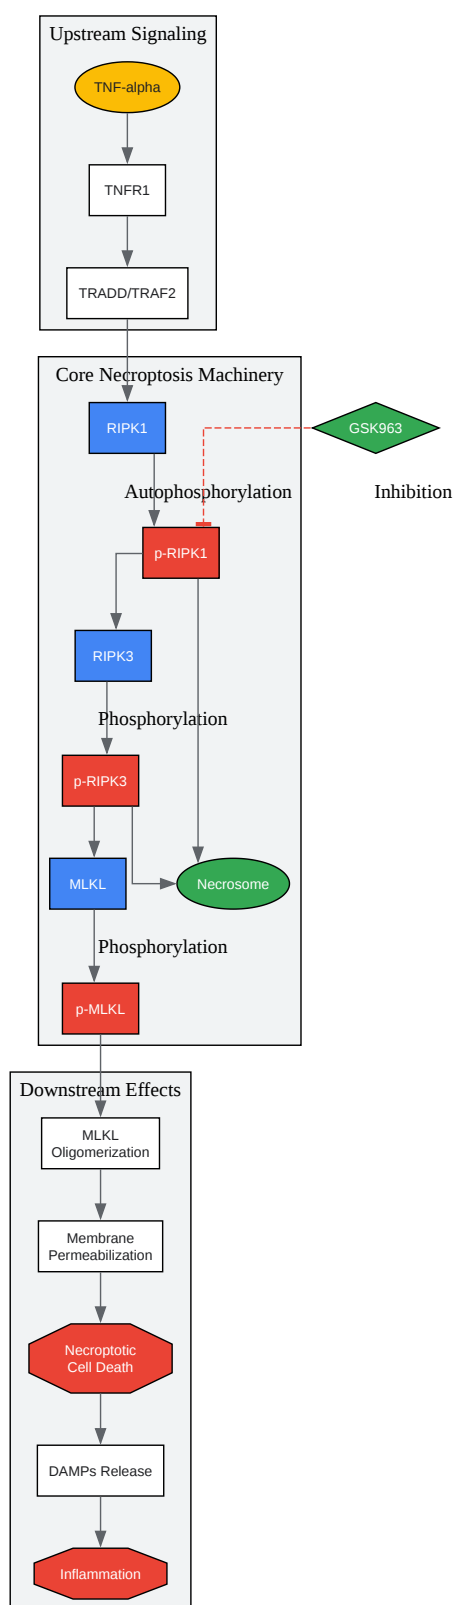 Upstream Signaling
TNF-alpha
TNFR1
TRADD/TRAF2
Core Necroptosis Machinery
RIPK1
GSK963
Autophosphorylation
Inhibition
p-RIPK1
RIPK3
Phosphorylation
p-RIPK3
MLKL
Necrosome
Phosphorylation
p-MLKL
Downstream Effects
MLKL
Oligomerization
Membrane
Permeabilization
Necroptotic
Cell Death
DAMPs Release
Inflammation